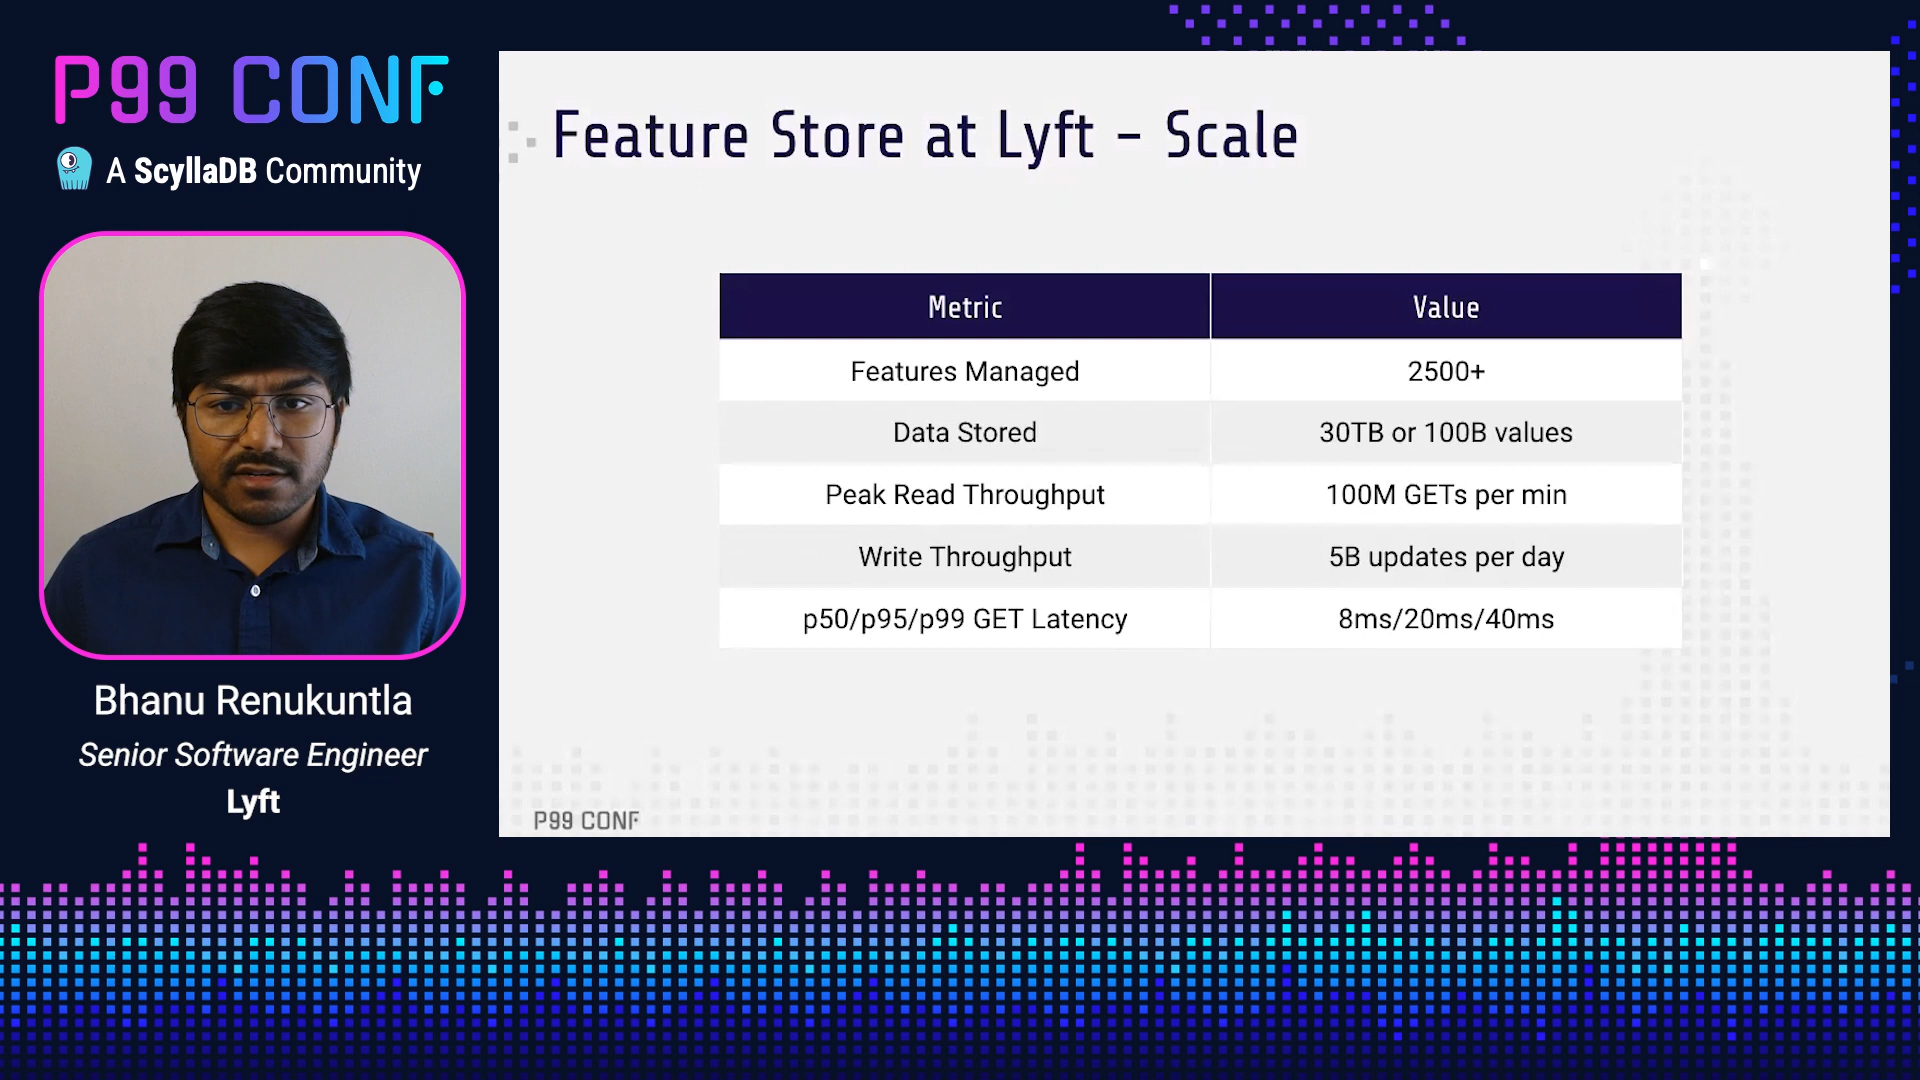 P99 CONF
A ScyllaDB Community
Bhanu Renukuntla
Senior Software Engineer
Lyft
Feature Store at Lyft – Scale
Metric Value
Features Managed 2500+
Data Stored 30TB or 100B values
Peak Read Throughput 100M GETs per min
Write Throughput 5B updates per day
p50/p95/p99 GET Latency 8ms/20ms/40ms
P99 CONF